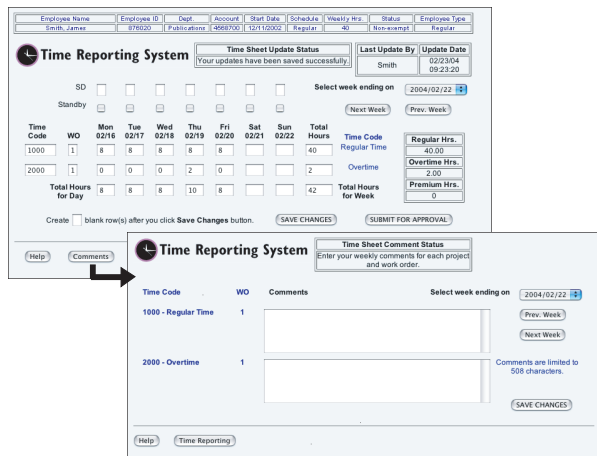 Employee Name Employee ID Dept. Account Start Date Schedule Weekly Hrs. Status Employee Type
Smith, James 876020 Publications 4668700 12/11/2002 Regular 40 Non-exempt Regular
Time Reporting System
Time Sheet Update Status
Your updates have been saved successfully.
Last Update By Update Date
Smith 02/23/04
09:23:20
SD
Select week ending on 2004/02/22
Standby
Next Week Prev. Week
Time Code WO Mon 02/16 Tue 02/17 Wed 02/18 Thu 02/19 Fri 02/20 Sat 02/21 Sun 02/22 Total Hours Time Code
1000 1 8 8 8 8 8 40 Regular Time
2000 1 0 0 0 2 0 2 Overtime
Total Hours for Day 8 8 8 10 8 42 Total Hours for Week
Regular Hrs.
40.00
Overtime Hrs.
2.00
Premium Hrs.
0
Create blank row(s) after you click Save Changes button.
SAVE CHANGES SUBMIT FOR APPROVAL
Help Comments
Time Reporting System
Time Sheet Comment Status
Enter your weekly comments for each project
and work order.
Time Code WO Comments Select week ending on 2004/02/22
1000 - Regular Time 1
Prev. Week
Next Week
2000 - Overtime 1
Comments are limited to
508 characters.
SAVE CHANGES
Help Time Reporting